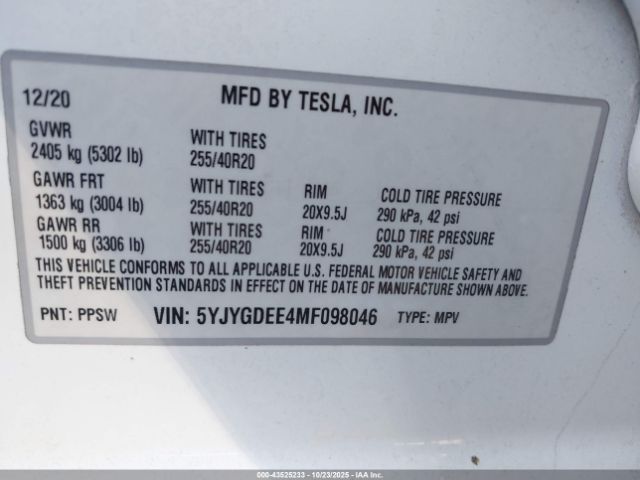 12/20 MFD BY TESLA, INC.
GVWR WITH TIRES
2405 kg (5302 lb) 255/40R20
GAWR FRT WITH TIRES RIM COLD TIRE PRESSURE
1363 kg (3004 lb) 255/40R20 20X9.5J 290 kPa, 42 psi
GAWR RR WITH TIRES RIM COLD TIRE PRESSURE
1500 kg (3306 lb) 255/40R20 20X9.5J 290 kPa, 42 psi
THIS VEHICLE CONFORMS TO ALL APPLICABLE U.S. FEDERAL MOTOR VEHICLE SAFETY AND
THEFT PREVENTION STANDARDS IN EFFECT ON THE DATE OF MANUFACTURE SHOWN ABOVE.
PNT: PPSW VIN: 5YJYGDEE4MF098046 TYPE: MPV
000-43525233 - 10/23/2025 - IAA Inc.